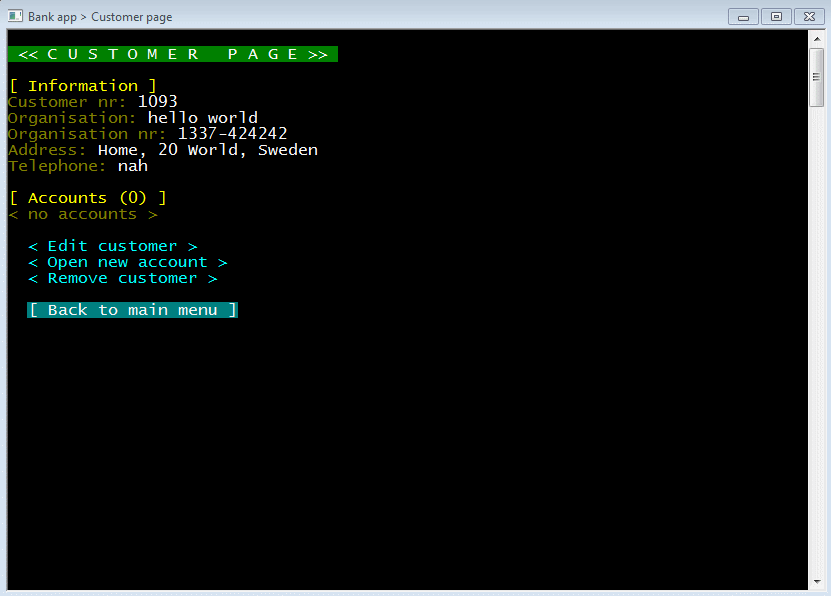 Bank app > Customer page
<< C U S T O M E R   P A G E >>
[ Information ]
Customer nr: 1093
Organisation: hello world
Organisation nr: 1337-424242
Address: Home, 20 World, Sweden
Telephone: nah
[ Accounts (0) ]
< no accounts >
< Edit customer >
< Open new account >
< Remove customer >
[ Back to main menu ]